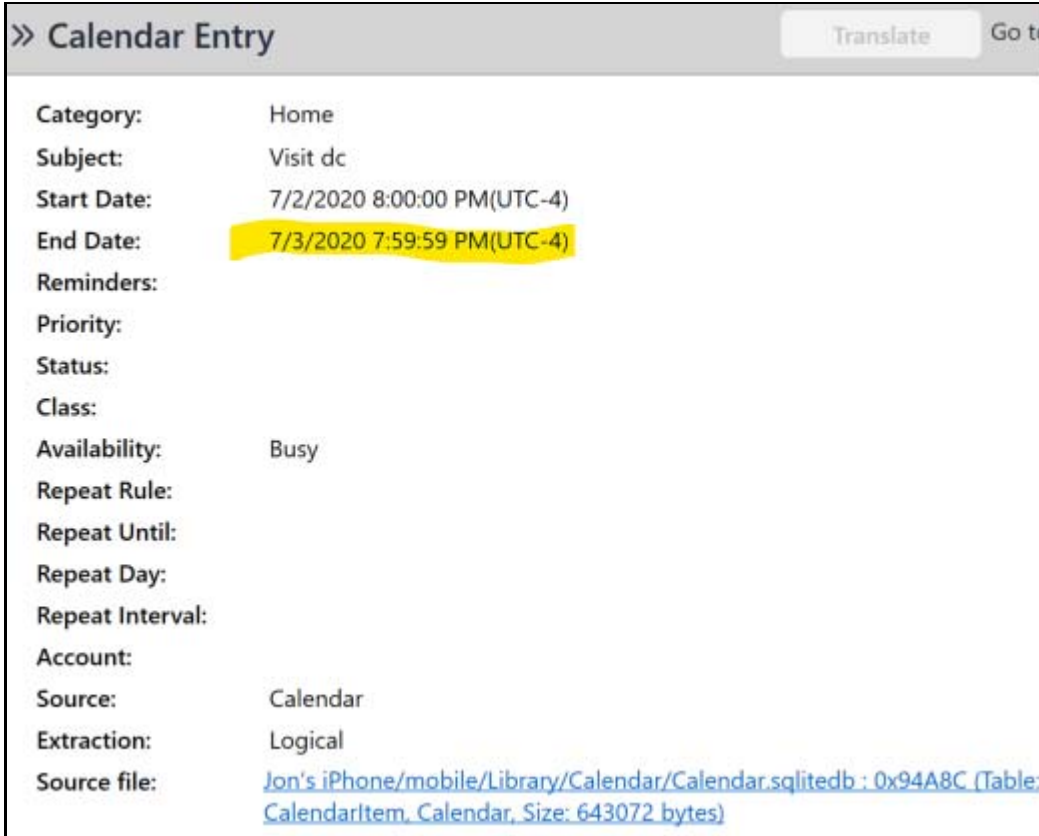 » Calendar Entry Translate Go to
Category: Home
Subject: Visit dc
Start Date: 7/2/2020 8:00:00 PM(UTC-4)
End Date: 7/3/2020 7:59:59 PM(UTC-4)
Reminders:
Priority:
Status:
Class:
Availability: Busy
Repeat Rule:
Repeat Until:
Repeat Day:
Repeat Interval:
Account:
Source: Calendar
Extraction: Logical
Source file: Jon's iPhone/mobile/Library/Calendar/Calendar.sqlitedb : 0x94A8C (Table:
CalendarItem, Calendar, Size: 643072 bytes)